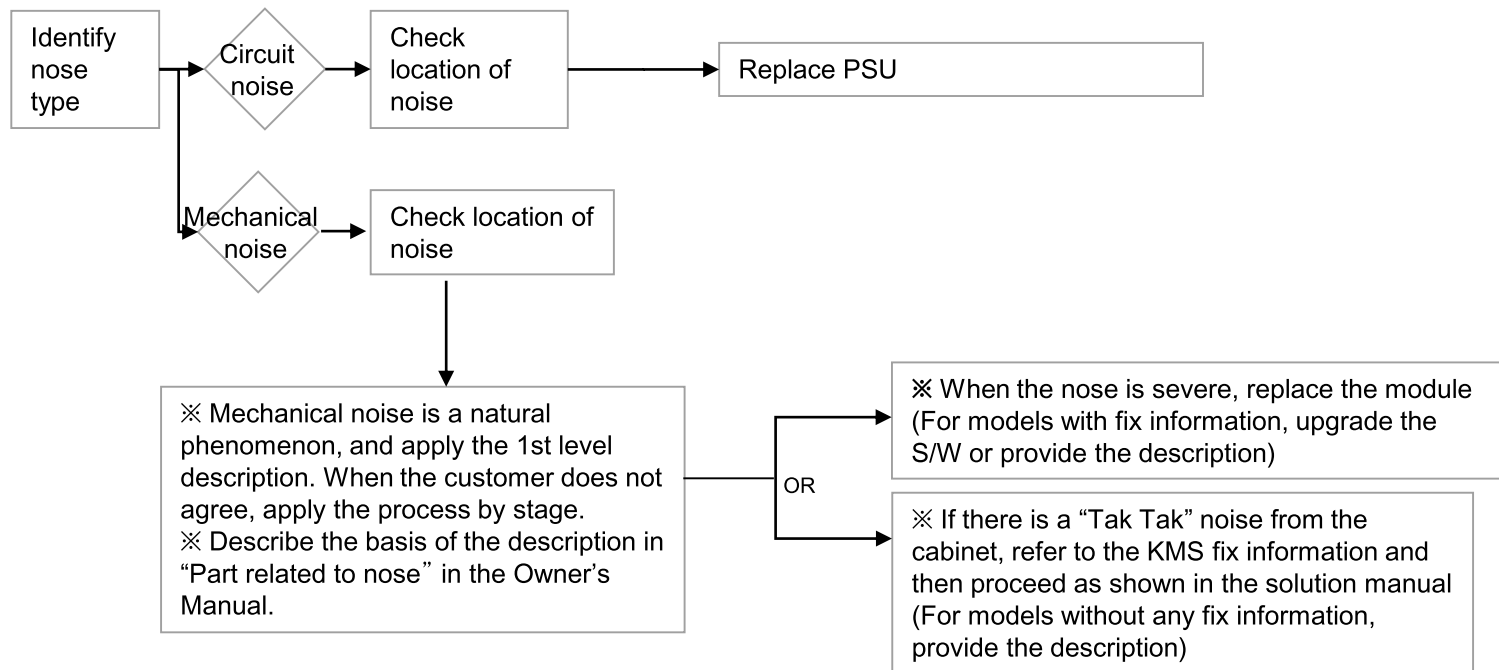 Identify
nose
type
Circuit
noise
Check
location of
noise
Replace PSU
Mechanical
noise
Check location of
noise
※ Mechanical noise is a natural
phenomenon, and apply the 1st level
description. When the customer does not
agree, apply the process by stage.
※ Describe the basis of the description in
“Part related to nose” in the Owner’s
Manual.
OR
※ When the nose is severe, replace the module
(For models with fix information, upgrade the
S/W or provide the description)
※ If there is a “Tak Tak” noise from the
cabinet, refer to the KMS fix information and
then proceed as shown in the solution manual
(For models without any fix information,
provide the description)